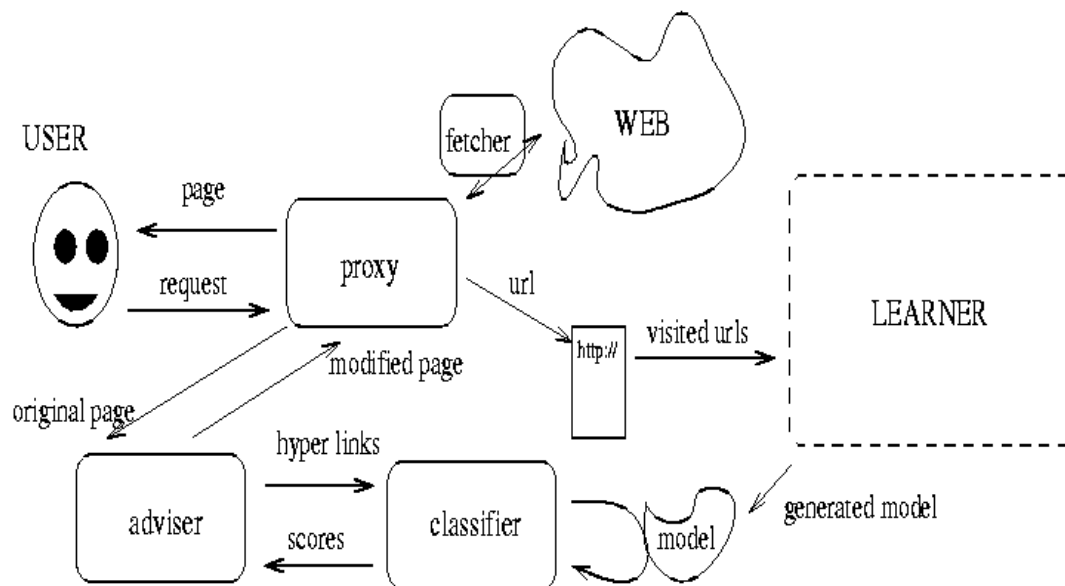 WEB
fetcher
USER
page
proxy
request
url
LEARNER
http://
visited urls
modified page
original page
hyper links
generated model
adviser
classifier
model
scores